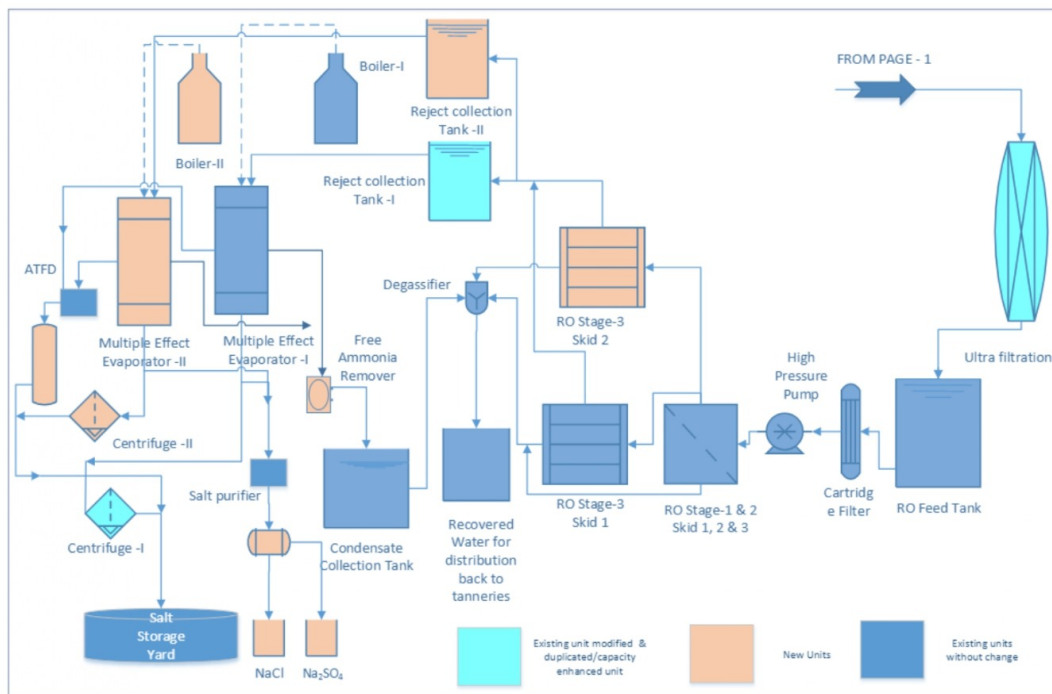 FROM PAGE - 1
Boiler-I
Reject collection
Tank -II
Boiler-II
Reject collection
Tank -I
ATFD
Degassifier
Multiple Effect
Evaporator -II
Multiple Effect
Evaporator -I
Free
Ammonia
Remover
RO Stage-3
Skid 2
High
Pressure
Pump
Ultra filtration
Centrifuge -II
Salt purifier
Centrifuge -I
Condensate
Collection Tank
Recovered
Water for
distribution
back to
tanneries
RO Stage-3
Skid 1
RO Stage-1 & 2
Skid 1, 2 & 3
Cartridg
e Filter
RO Feed Tank
Salt
Storage
Yard
NaCl
Na₂SO₄
Existing unit modified &
duplicated/capacity
enhanced unit
New Units
Existing units
without change